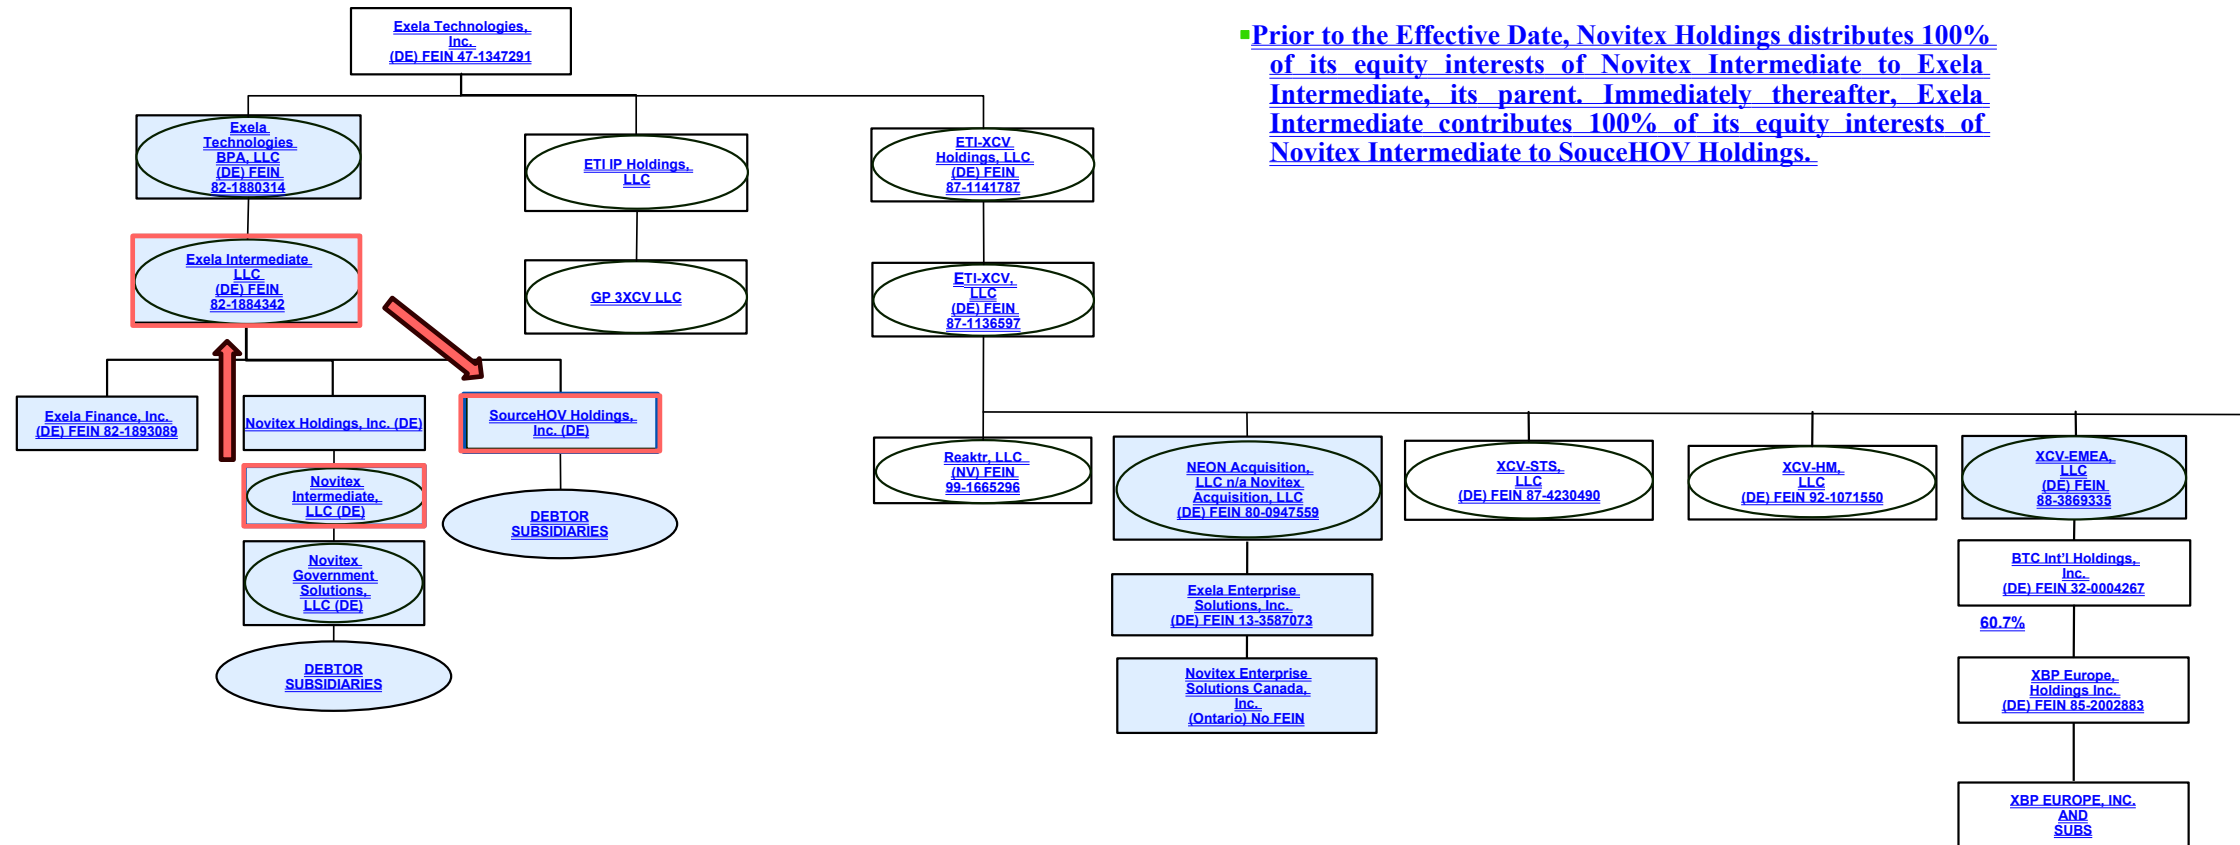 Exela Technologies,
Inc.
(DE) FEIN 47-1347291
▪Prior to the Effective Date, Novitex Holdings distributes 100%
of its equity interests of Novitex Intermediate to Exela
Intermediate, its parent. Immediately thereafter, Exela
Intermediate contributes 100% of its equity interests of
Novitex Intermediate to SouceHOV Holdings.
Exela
Technologies
BPA, LLC
(DE) FEIN
82-1880314
ETI IP Holdings,
LLC
ETI-XCV
Holdings, LLC
(DE) FEIN
87-1141787
Exela Intermediate
LLC
(DE) FEIN
82-1884342
GP 3XCV LLC
ETI-XCV,
LLC
(DE) FEIN
87-1136597
Exela Finance, Inc.
(DE) FEIN 82-1893089
Novitex Holdings, Inc. (DE)
SourceHOV Holdings,
Inc. (DE)
Novitex
Intermediate,
LLC (DE)
DEBTOR
SUBSIDIARIES
Novitex
Government
Solutions,
LLC (DE)
DEBTOR
SUBSIDIARIES
Reaktr, LLC
(NV) FEIN
99-1665296
NEON Acquisition,
LLC n/a Novitex
Acquisition, LLC
(DE) FEIN 80-0947559
XCV-STS,
LLC
(DE) FEIN 87-4230490
XCV-HM,
LLC
(DE) FEIN 92-1071550
XCV-EMEA,
LLC
(DE) FEIN
88-3869335
Exela Enterprise
Solutions, Inc.
(DE) FEIN 13-3587073
BTC Int’l Holdings,
Inc.
(DE) FEIN 32-0004267
60.7%
Novitex Enterprise
Solutions Canada,
Inc.
(Ontario) No FEIN
XBP Europe,
Holdings Inc.
(DE) FEIN 85-2002883
XBP EUROPE, INC.
AND
SUBS